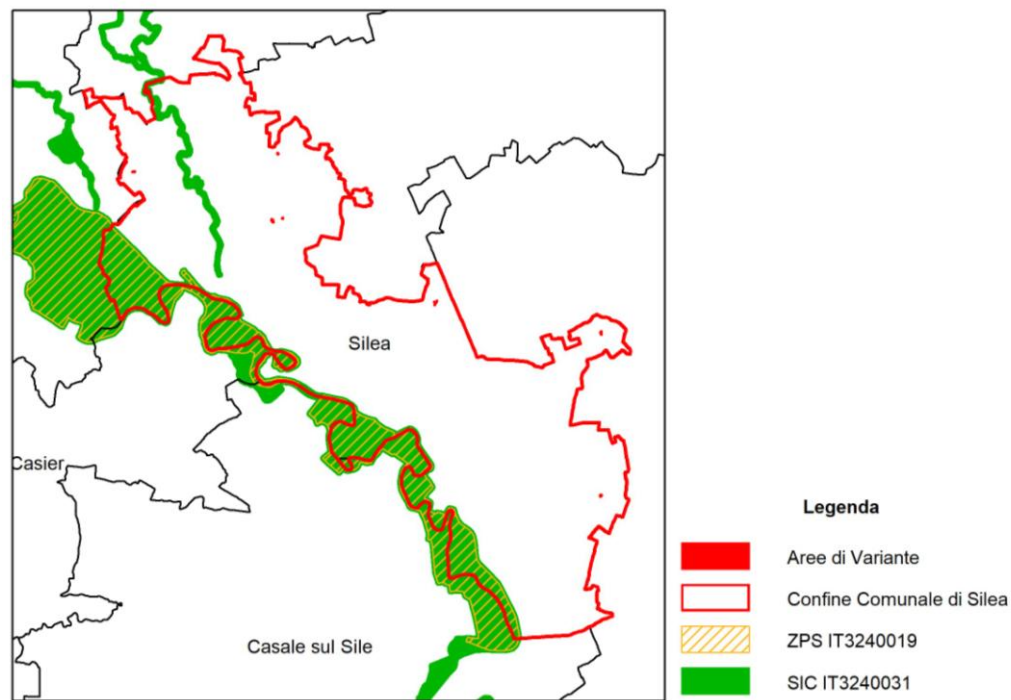 Silea
Casier
Casale sul Sile
Legenda
Aree di Variante
Confine Comunale di Silea
ZPS IT3240019
SIC IT3240031